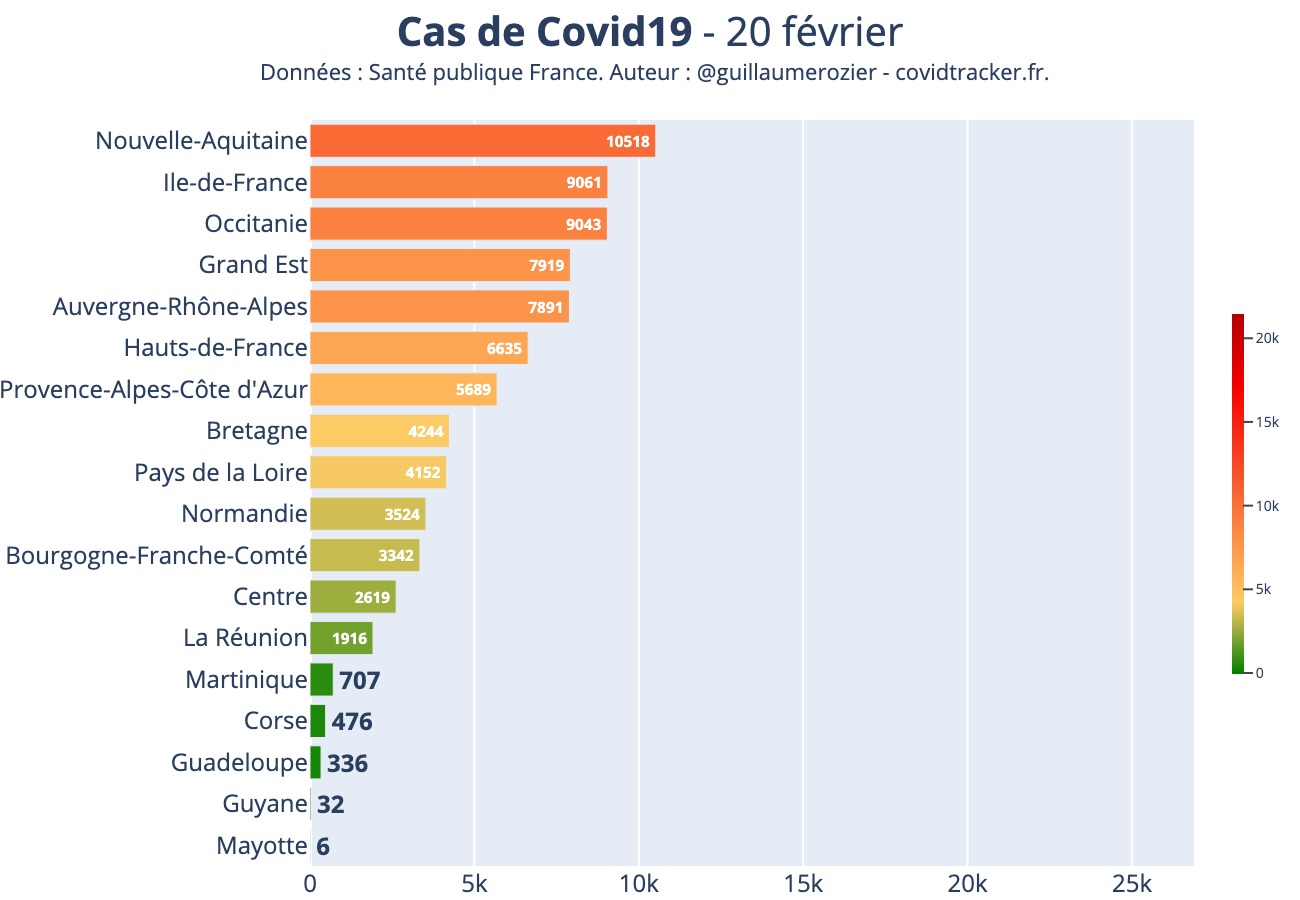 Cas de Covid19 - 20 février
Données : Santé publique France. Auteur : @guillaumerozier - covidtracker.fr.
Nouvelle-Aquitaine 10518
Ile-de-France 9061
Occitanie 9043
Grand Est 7919
Auvergne-Rhône-Alpes 7891
Hauts-de-France 6635
Provence-Alpes-Côte d'Azur 5689
Bretagne 4244
Pays de la Loire 4152
Normandie 3524
Bourgogne-Franche-Comté 3342
Centre 2619
La Réunion 1916
Martinique 707
Corse 476
Guadeloupe 336
Guyane 32
Mayotte 6
0 5k 10k 15k 20k 25k
20k
15k
10k
5k
0